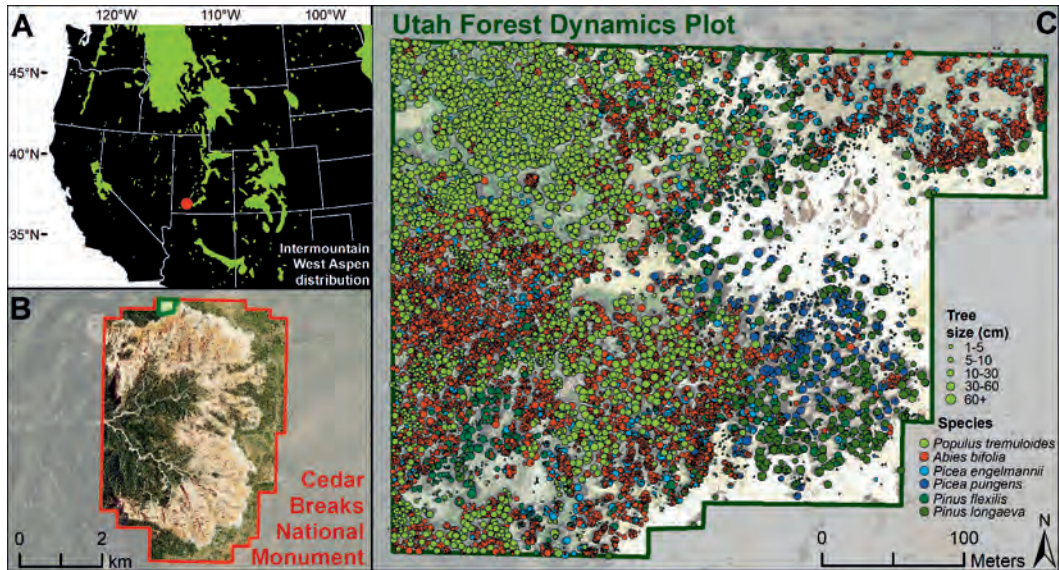 A
120°W
110°W
100°W
45°N
40°N
35°N
Intermountain
West Aspen
distribution
B
Cedar
Breaks
National
Monument
0 2
km
Utah Forest Dynamics Plot
C
Tree
size (cm)
1-5
5-10
10-30
30-60
60+
Species
Populus tremuloides
Abies bifolia
Picea engelmannii
Picea pungens
Pinus flexilis
Pinus longaeva
N
0 100
Meters